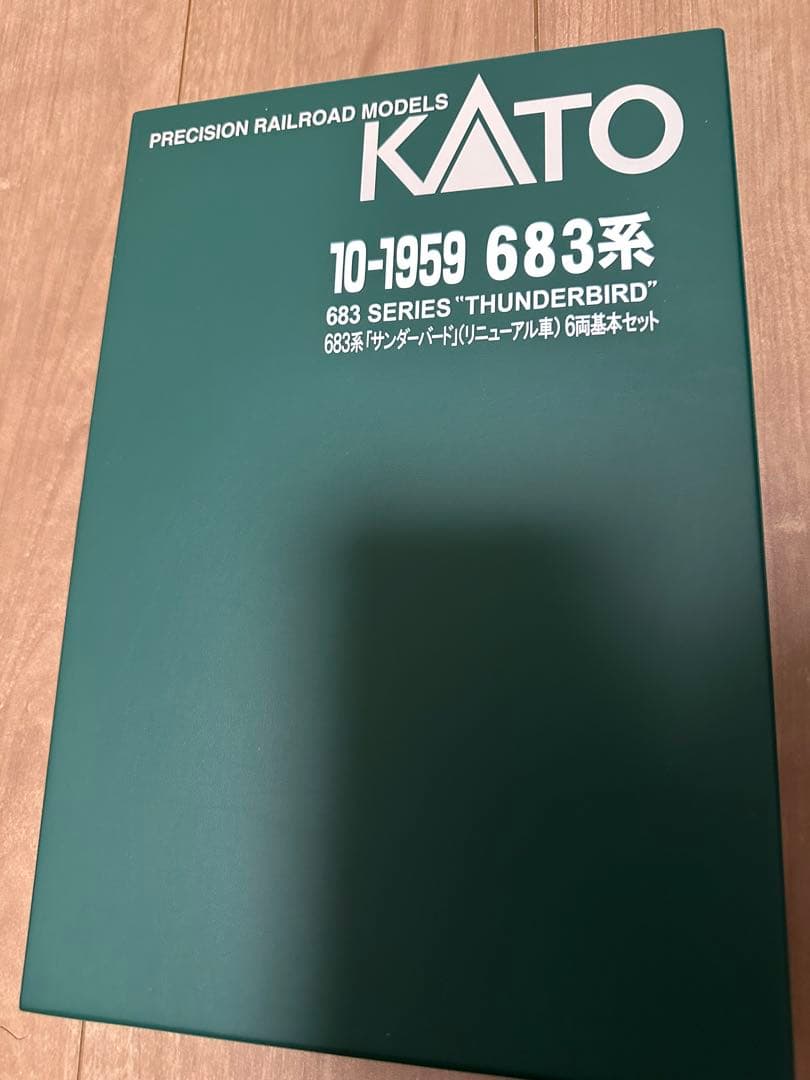 PRECISION RAILROAD MODELS
KATO
10-1959 683系
683 SERIES "THUNDERBIRD"
683系「サンダーバード」(リニューアル車) 6両基本セット